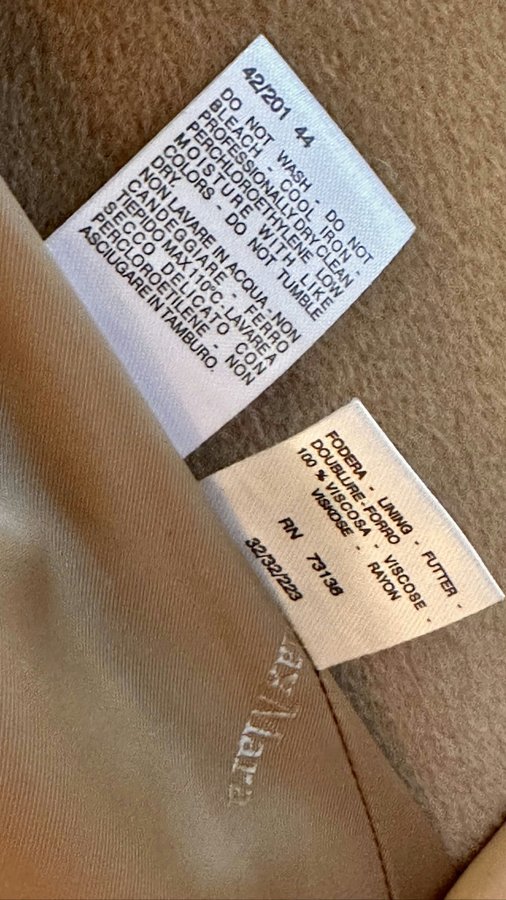 42/201 44
DO NOT WASH - DO NOT
BLEACH - COOL IRON -
PROFESSIONALLY DRY CLEAN
PERCHLOROETHYLENE LOW
MOISTURE WITH LIKE
COLORS - DO NOT TUMBLE
DRY.
NON LAVARE IN ACQUA - NON
CANDEGGIARE - FERRO
TIEPIDO MAX 110°C - LAVARE A
SECCO DELICATO CON
PERCLOROETILENE - NON
ASCIUGARE IN TAMBURO.
FODERA - LINING - FUTTER -
DOUBLURE - FORRO
100 % VISCOSA - VISCOSE -
VISKOSE - RAYON
RN 73136
32/32/223
axMara